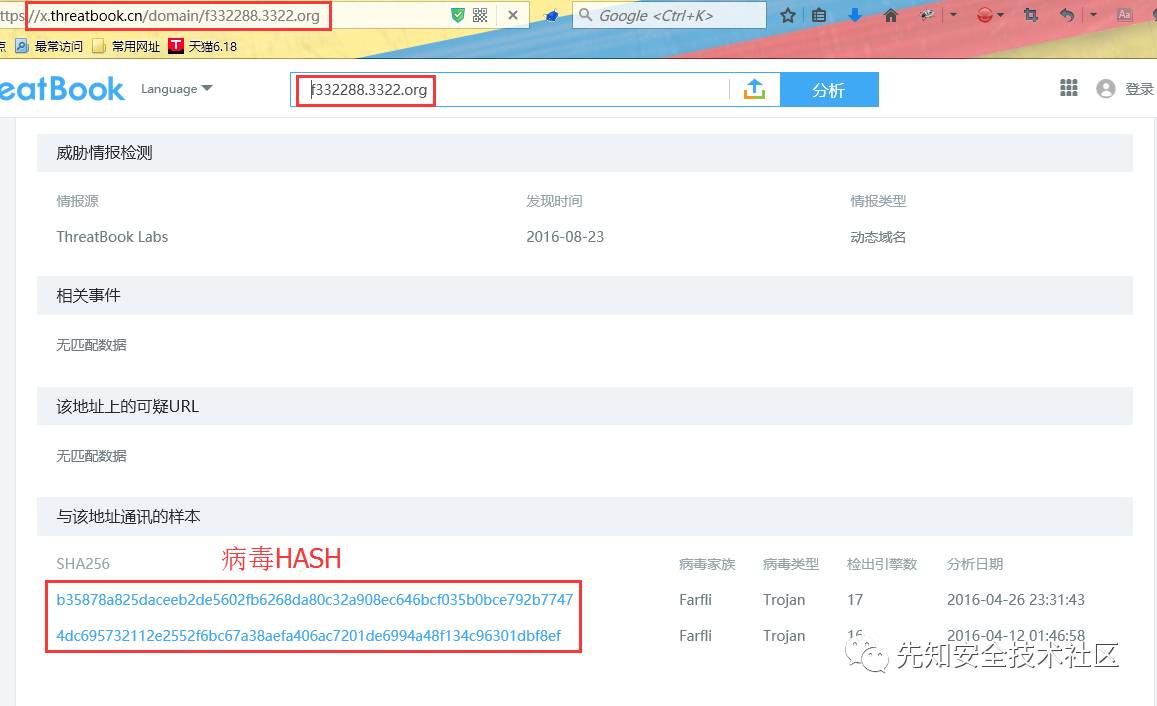 ttps://x.threatbook.cn/domain/f332288.3322.org
Google <Ctrl+K>
点 最常访问 常用网址 T 天猫6.18
eatBook Language f332288.3322.org 分析 登录
威胁情报检测
情报源 发现时间 情报类型
ThreatBook Labs 2016-08-23 动态域名
相关事件
无匹配数据
该地址上的可疑URL
无匹配数据
与该地址通讯的样本
SHA256 病毒HASH 病毒家族 病毒类型 检出引擎数 分析日期
b35878a825daceeb2de5602fb6268da80c32a908ec646bcf035b0bce792b7747 Farfli Trojan 17 2016-04-26 23:31:43
4dc695732112e2552f6bc67a38aefa406ac7201de6994a48f134c96301dbf8ef Farfli Trojan 16 2016-04-12 01:46:58
先知安全技术社区